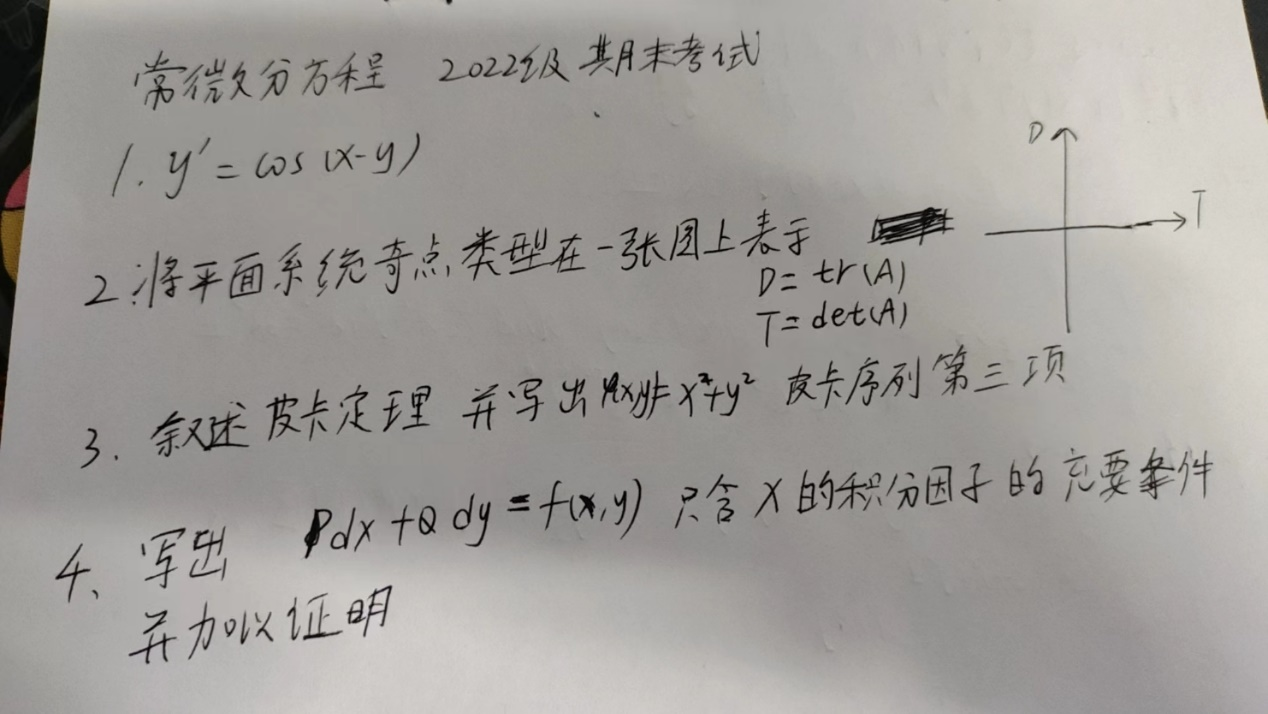 常微分方程 2022级 期末考试
1. y' = cos (x-y)
D
T
2. 将平面系统奇点类型在一张图上表示
D = tr(A)
T = det(A)
3. 叙述皮卡定理 并写出 f(x,y)= x²+y² 皮卡序列第三项
4、写出 Pdx + Q dy = f(x,y) 只含 X 的积分因子的充要条件
并加以证明